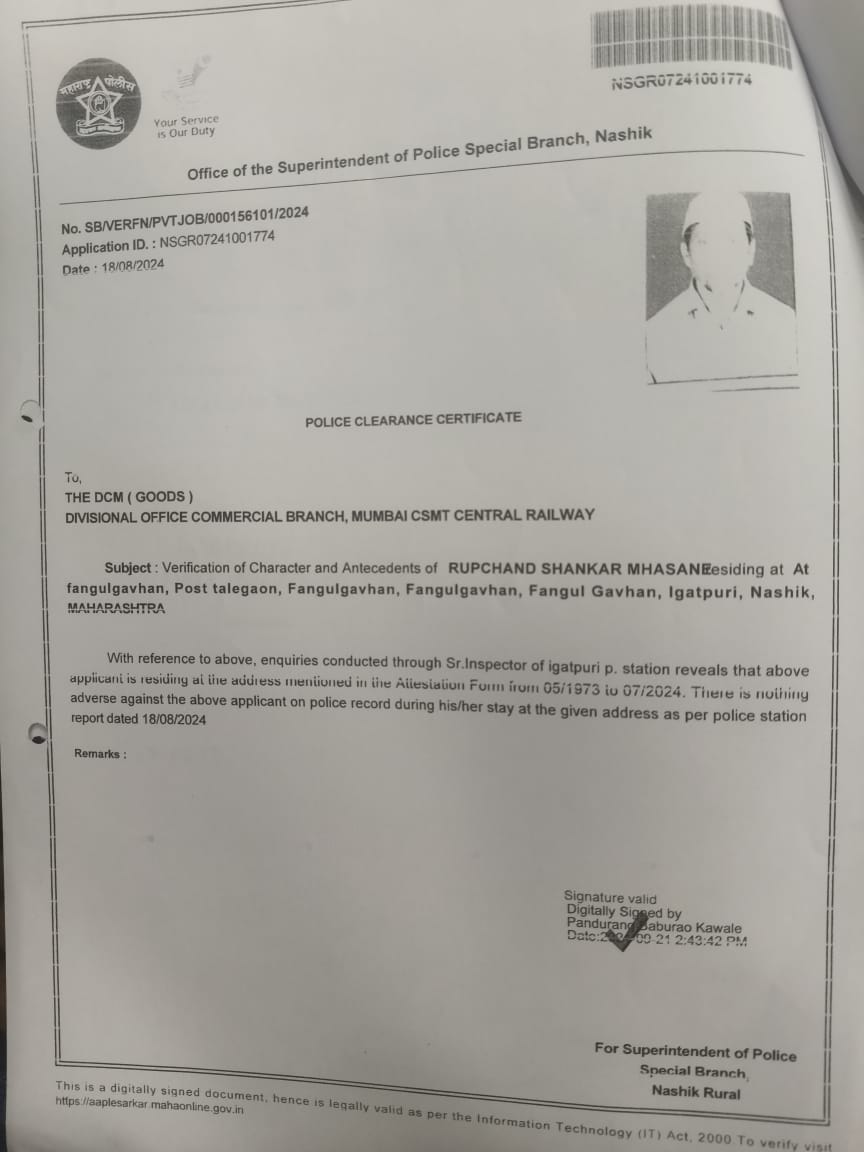 महाराष्ट्र पोलीस
Your Service
is Our Duty
NSGR07241001774
Office of the Superintendent of Police Special Branch, Nashik
No. SB/VERFN/PVTJOB/000156101/2024
Application ID. : NSGR07241001774
Date : 18/08/2024
POLICE CLEARANCE CERTIFICATE
To,
THE DCM ( GOODS )
DIVISIONAL OFFICE COMMERCIAL BRANCH, MUMBAI CSMT CENTRAL RAILWAY
Subject : Verification of Character and Antecedents of RUPCHAND SHANKAR MHASANE esiding at At
fangulgavhan, Post talegaon, Fangulgavhan, Fangulgavhan, Fangul Gavhan, Igatpuri, Nashik,
MAHARASHTRA
With reference to above, enquiries conducted through Sr.Inspector of igatpuri p. station reveals that above
applicant is residing at the address mentioned in the Attestation Form from 05/1973 to 07/2024. There is nothing
adverse against the above applicant on police record during his/her stay at the given address as per police station
report dated 18/08/2024
Remarks :
Signature valid
Digitally Signed by
Pandurang Baburao Kawale
Date: 09-21 2:43:42 PM
For Superintendent of Police
Special Branch,
Nashik Rural
This is a digitally signed document, hence is legally valid as per the Information Technology (IT) Act, 2000 To verify visit
https://aaplesarkar.mahaonline.gov.in